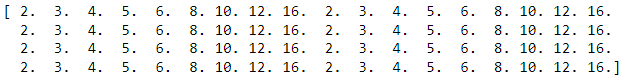 [ 2. 3. 4. 5. 6. 8. 10. 12. 16. 2. 3. 4. 5. 6. 8. 10. 12. 16.
2. 3. 4. 5. 6. 8. 10. 12. 16. 2. 3. 4. 5. 6. 8. 10. 12. 16.
2. 3. 4. 5. 6. 8. 10. 12. 16. 2. 3. 4. 5. 6. 8. 10. 12. 16.
2. 3. 4. 5. 6. 8. 10. 12. 16. 2. 3. 4. 5. 6. 8. 10. 12. 16.]